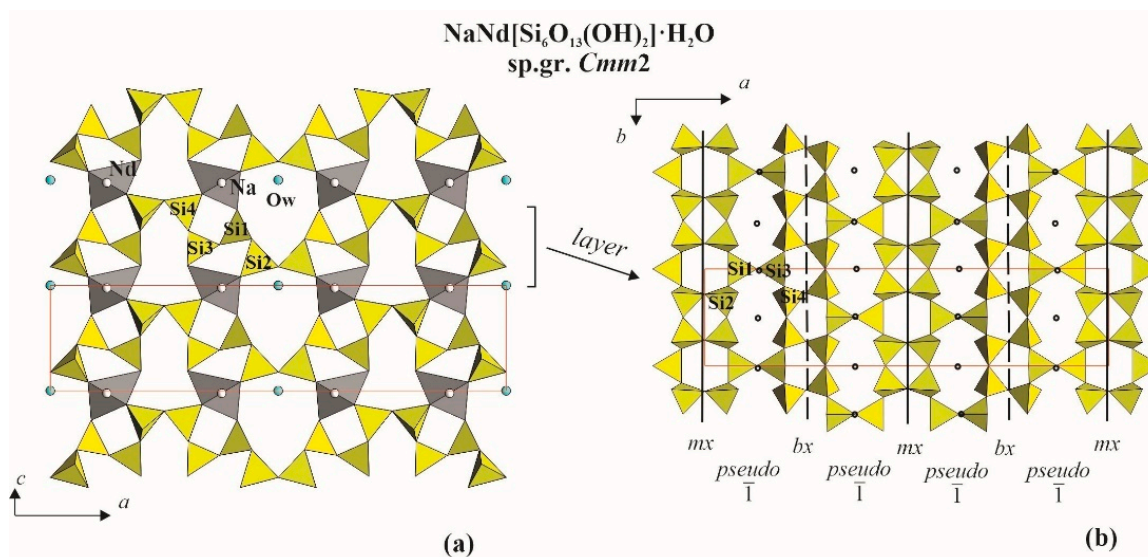 NaNd[Si₆O₁₃(OH)₂]·H₂O
sp.gr. Cmm2
Nd
Na
Ow
Si4
Si1
Si3
Si2
layer
c
a
(a)
a
b
Si1 Si3
Si2 Si4
mx bx mx bx mx
pseudo pseudo pseudo pseudo
1̅ 1̅ 1̅ 1̅
(b)